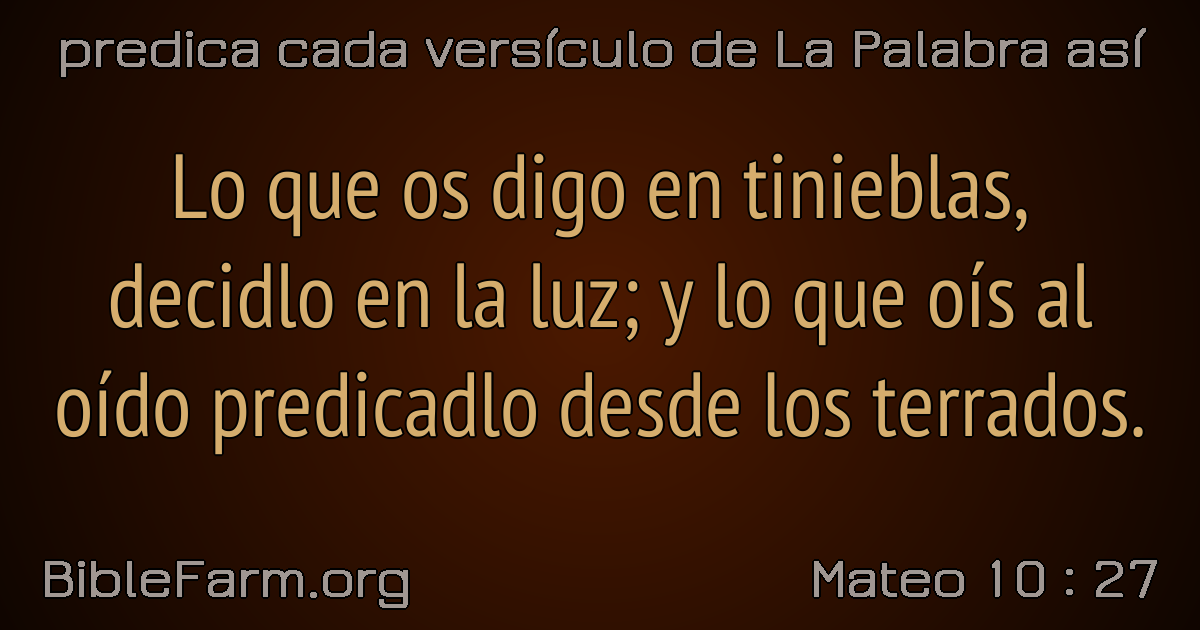 predica cada versículo de La Palabra así
Lo que os digo en tinieblas,
decidlo en la luz; y lo que oís al
oído predicadlo desde los terrados.
BibleFarm.org
Mateo 10 : 27